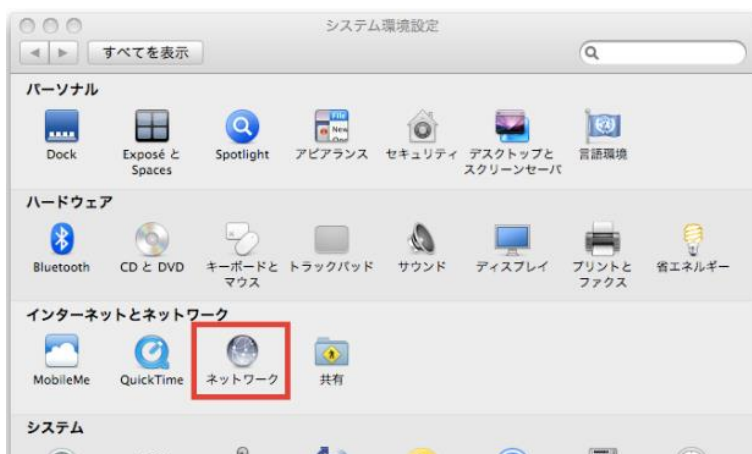 システム環境設定
すべてを表示
パーソナル
Dock
Exposé と
Spaces
Spotlight
アピアランス
セキュリティ
デスクトップと
スクリーンセーバ
言語環境
ハードウェア
Bluetooth
CD と DVD
キーボードと
マウス
トラックパッド
サウンド
ディスプレイ
プリントと
ファクス
省エネルギー
インターネットとネットワーク
MobileMe
QuickTime
ネットワーク
共有
システム